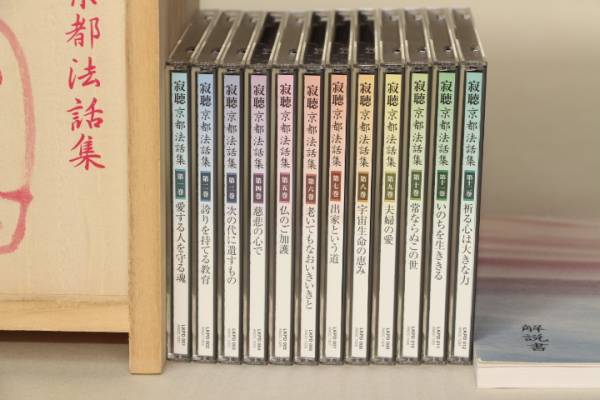 京都法話集
寂聴 京都法話集 第一巻 愛する人を守る魂
寂聴 京都法話集 第二巻 誇りを持てる教育
寂聴 京都法話集 第三巻 次の代に遺すもの
寂聴 京都法話集 第四巻 慈悲の心で
寂聴 京都法話集 第五巻 仏のご加護
寂聴 京都法話集 第六巻 老いてもなおいきいきと
寂聴 京都法話集 第七巻 出家という道
寂聴 京都法話集 第八巻 宇宙生命の恵み
寂聴 京都法話集 第九巻 夫婦の愛
寂聴 京都法話集 第十巻 常ならぬこの世
寂聴 京都法話集 第十一巻 いのちを生ききる
寂聴 京都法話集 第十二巻 祈る心は大きな力
解説書